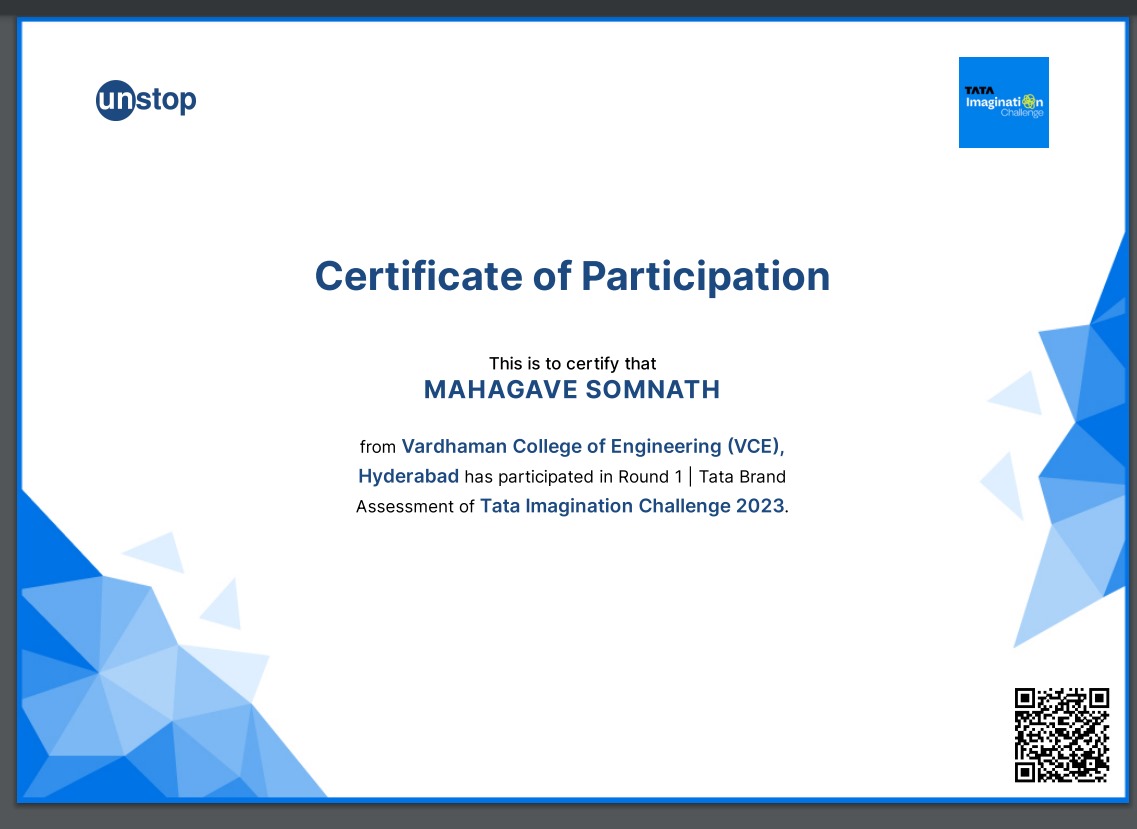 unstop
TATA
Imagination
Challenge
Certificate of Participation
This is to certify that
MAHAGAVE SOMNATH
from Vardhaman College of Engineering (VCE),
Hyderabad has participated in Round 1 | Tata Brand
Assessment of Tata Imagination Challenge 2023.